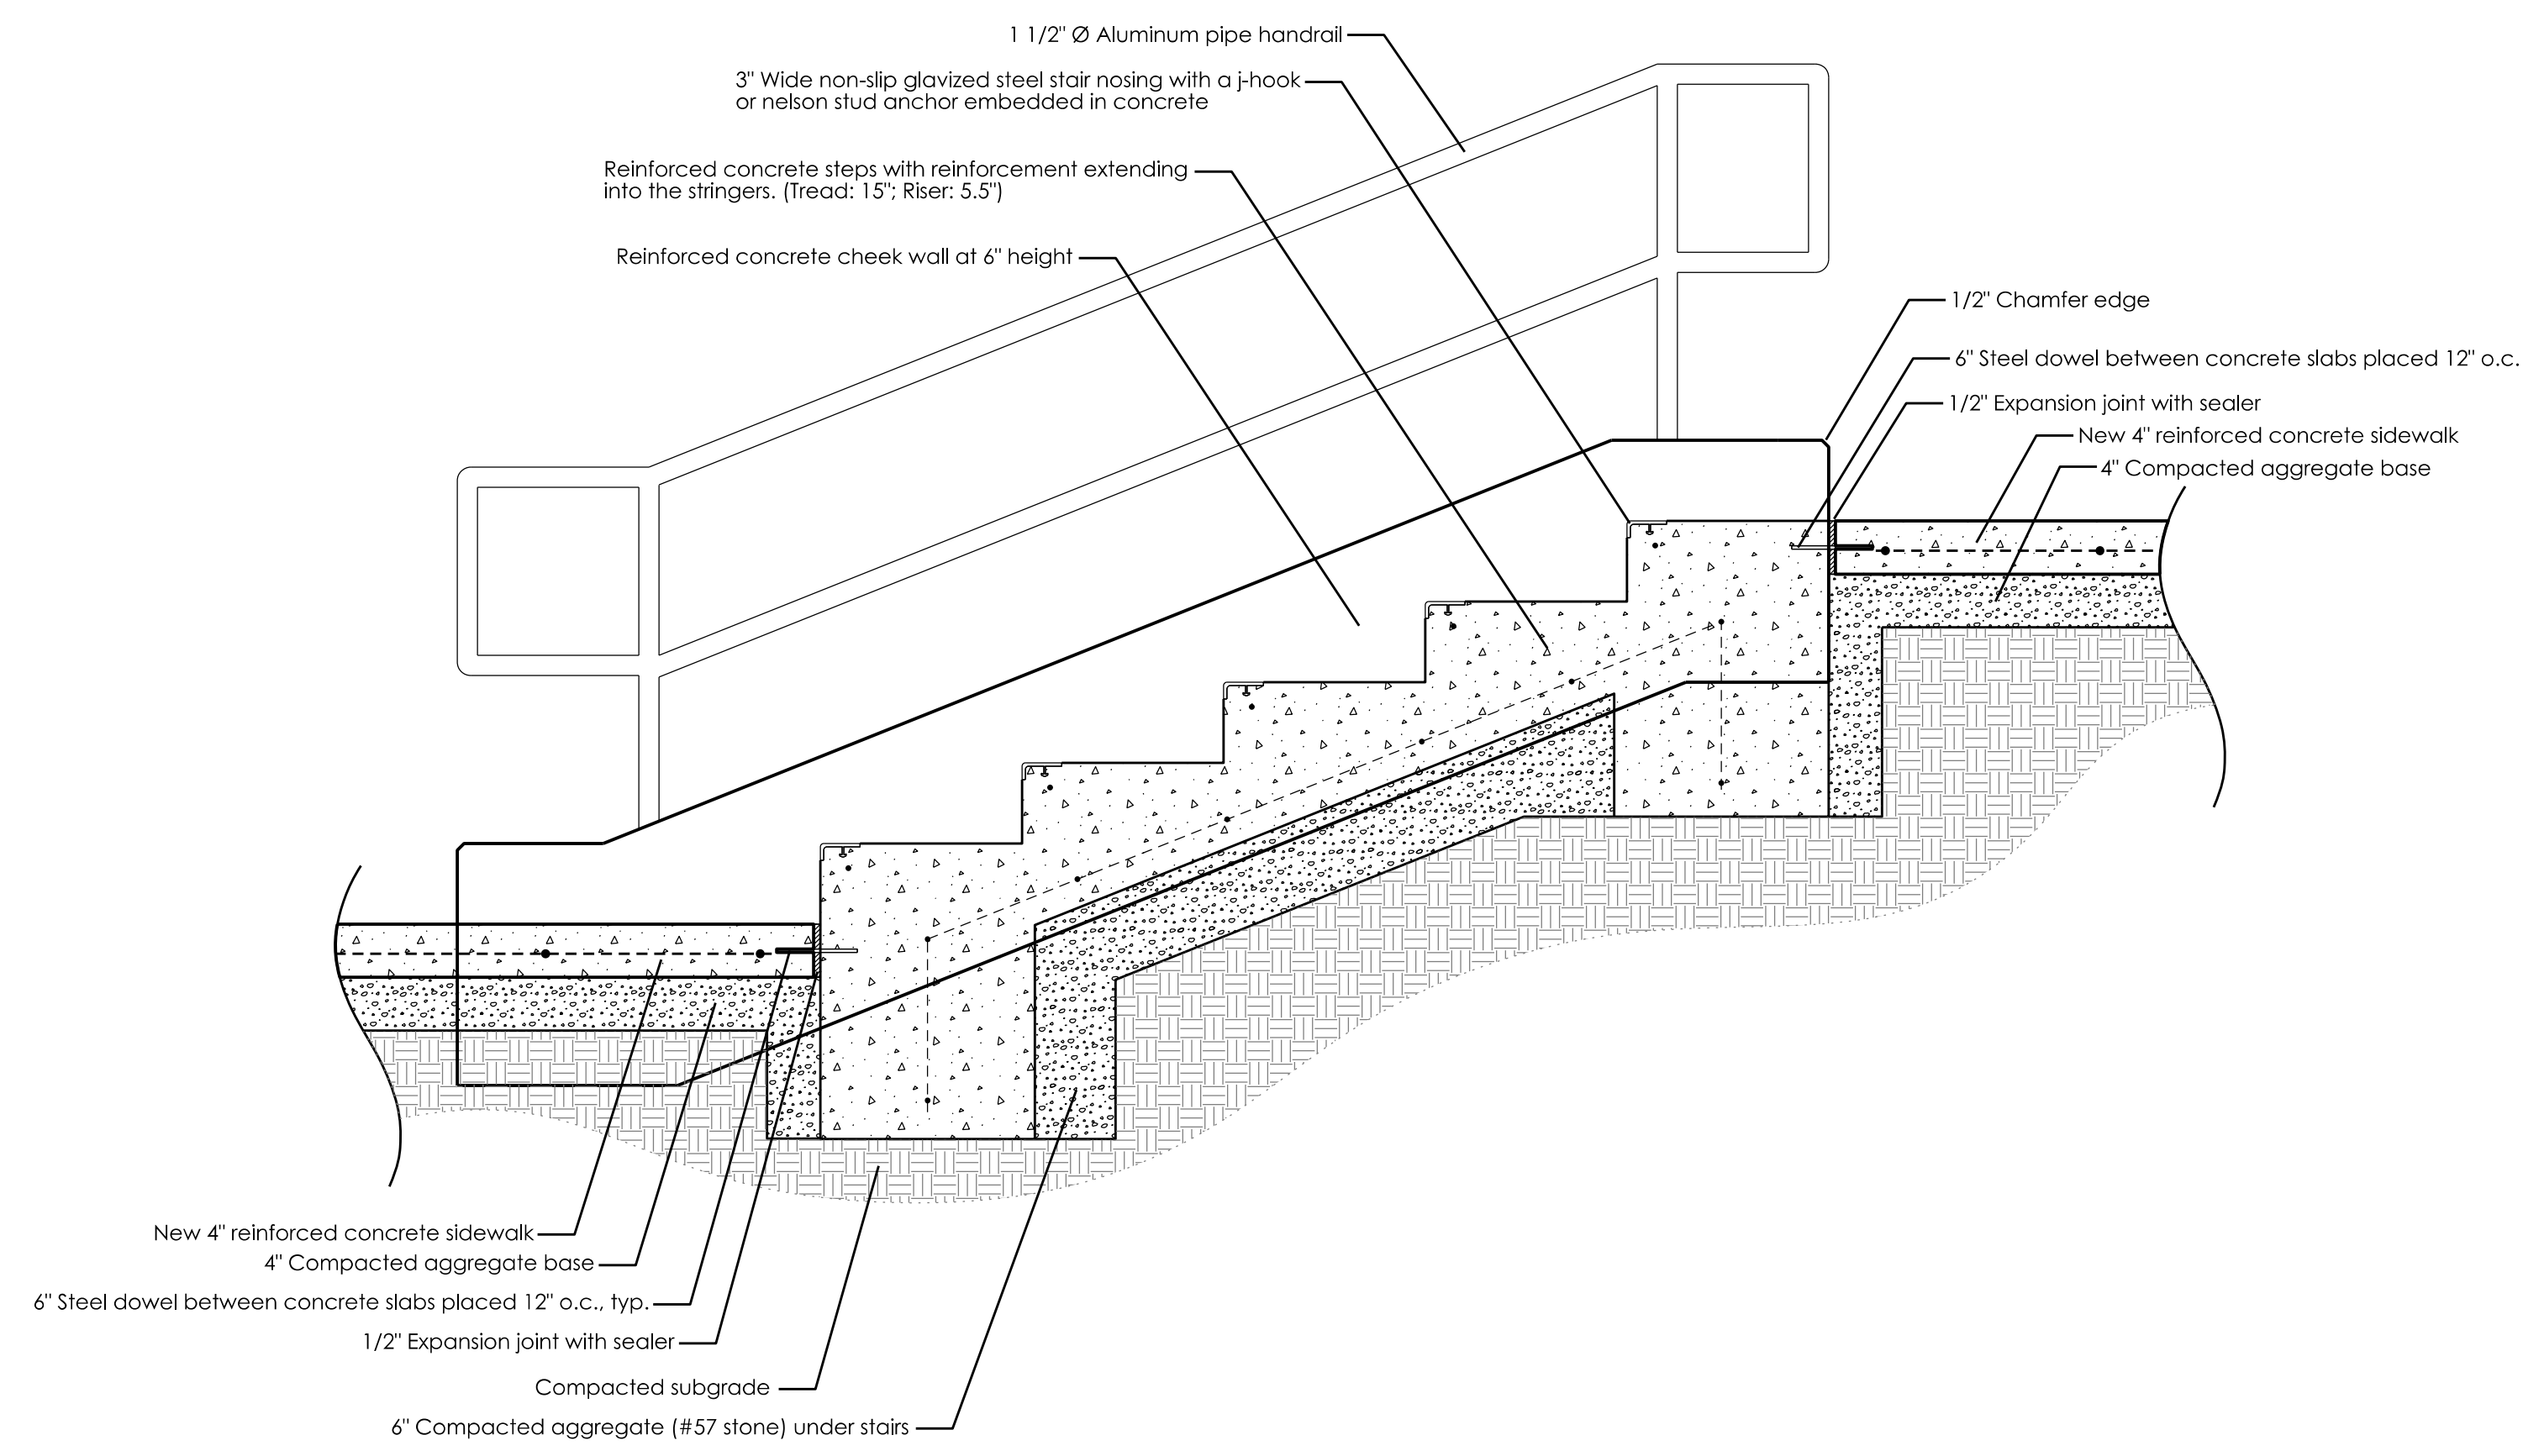 1 1/2" Ø Aluminum pipe handrail
3" Wide non-slip glavized steel stair nosing with a j-hook
or nelson stud anchor embedded in concrete
Reinforced concrete steps with reinforcement extending
into the stringers. (Tread: 15"; Riser: 5.5")
Reinforced concrete cheek wall at 6" height
1/2" Chamfer edge
6" Steel dowel between concrete slabs placed 12" o.c.
1/2" Expansion joint with sealer
New 4" reinforced concrete sidewalk
4" Compacted aggregate base
New 4" reinforced concrete sidewalk
4" Compacted aggregate base
6" Steel dowel between concrete slabs placed 12" o.c., typ.
1/2" Expansion joint with sealer
Compacted subgrade
6" Compacted aggregate (#57 stone) under stairs